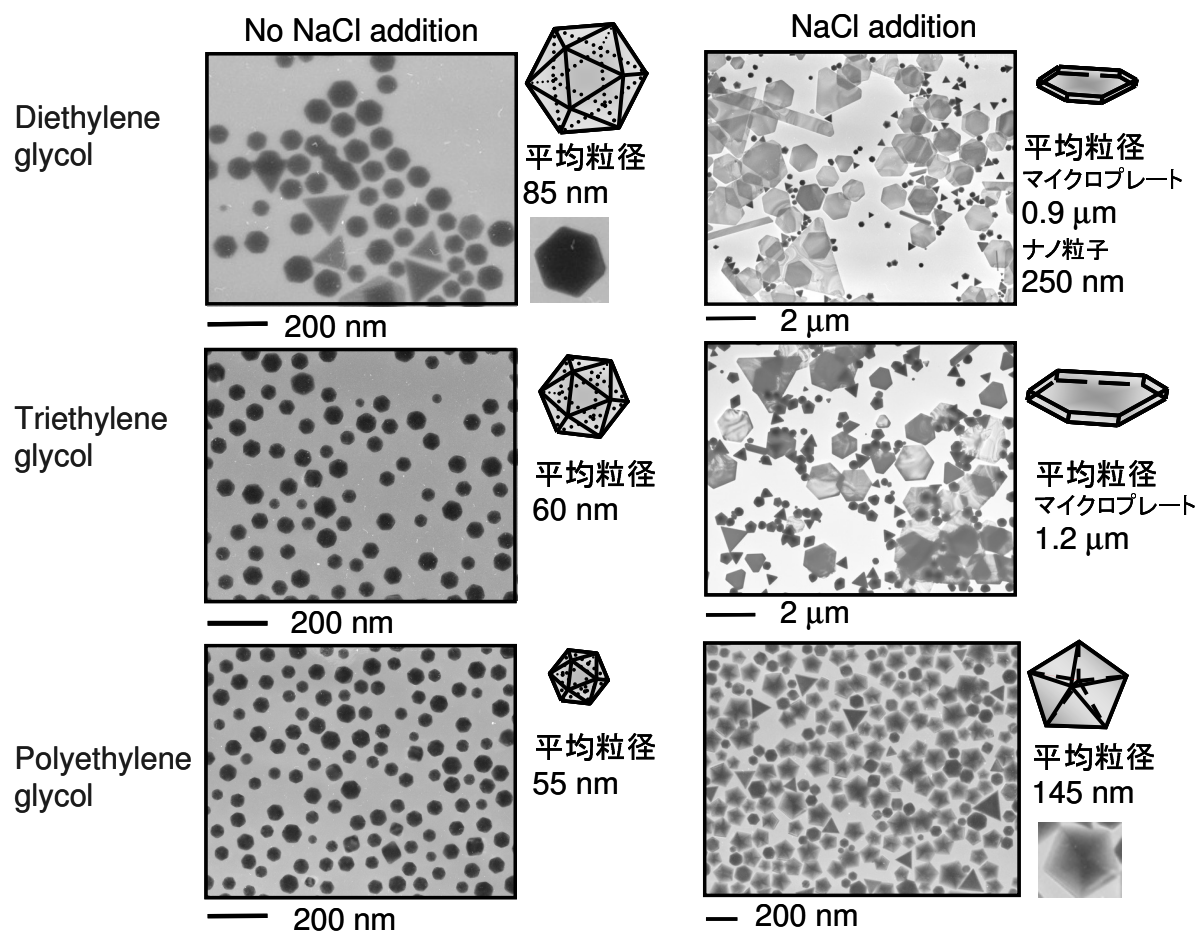 No NaCl addition
NaCl addition
Diethylene
glycol
平均粒径
85 nm
200 nm
平均粒径
マイクロプレート
0.9 μm
ナノ粒子
250 nm
2 μm
Triethylene
glycol
平均粒径
60 nm
200 nm
平均粒径
マイクロプレート
1.2 μm
2 μm
Polyethylene
glycol
平均粒径
55 nm
200 nm
平均粒径
145 nm
200 nm